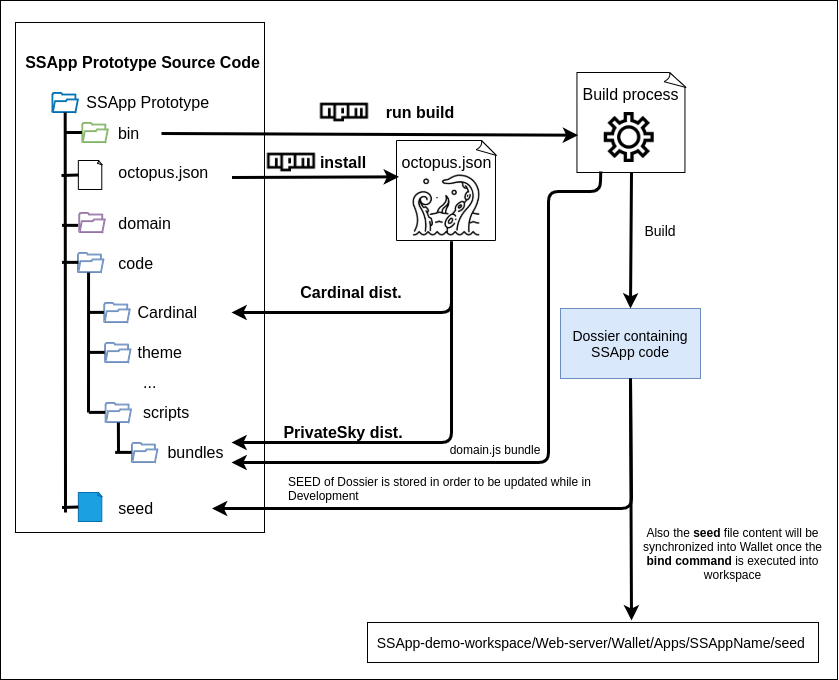 SSApp Prototype Source Code
SSApp Prototype
bin
octopus.json
domain
code
Cardinal
theme
...
scripts
bundles
seed
npm run build
npm install
octopus.json
Build process
Build
Cardinal dist.
Dossier containing
SSApp code
PrivateSky dist.
domain.js bundle
SEED of Dossier is stored in order to be updated while in
Development
Also the seed file content will be
synchronized into Wallet once the
bind command is executed into
workspace
SSApp-demo-workspace/Web-server/Wallet/Apps/SSAppName/seed